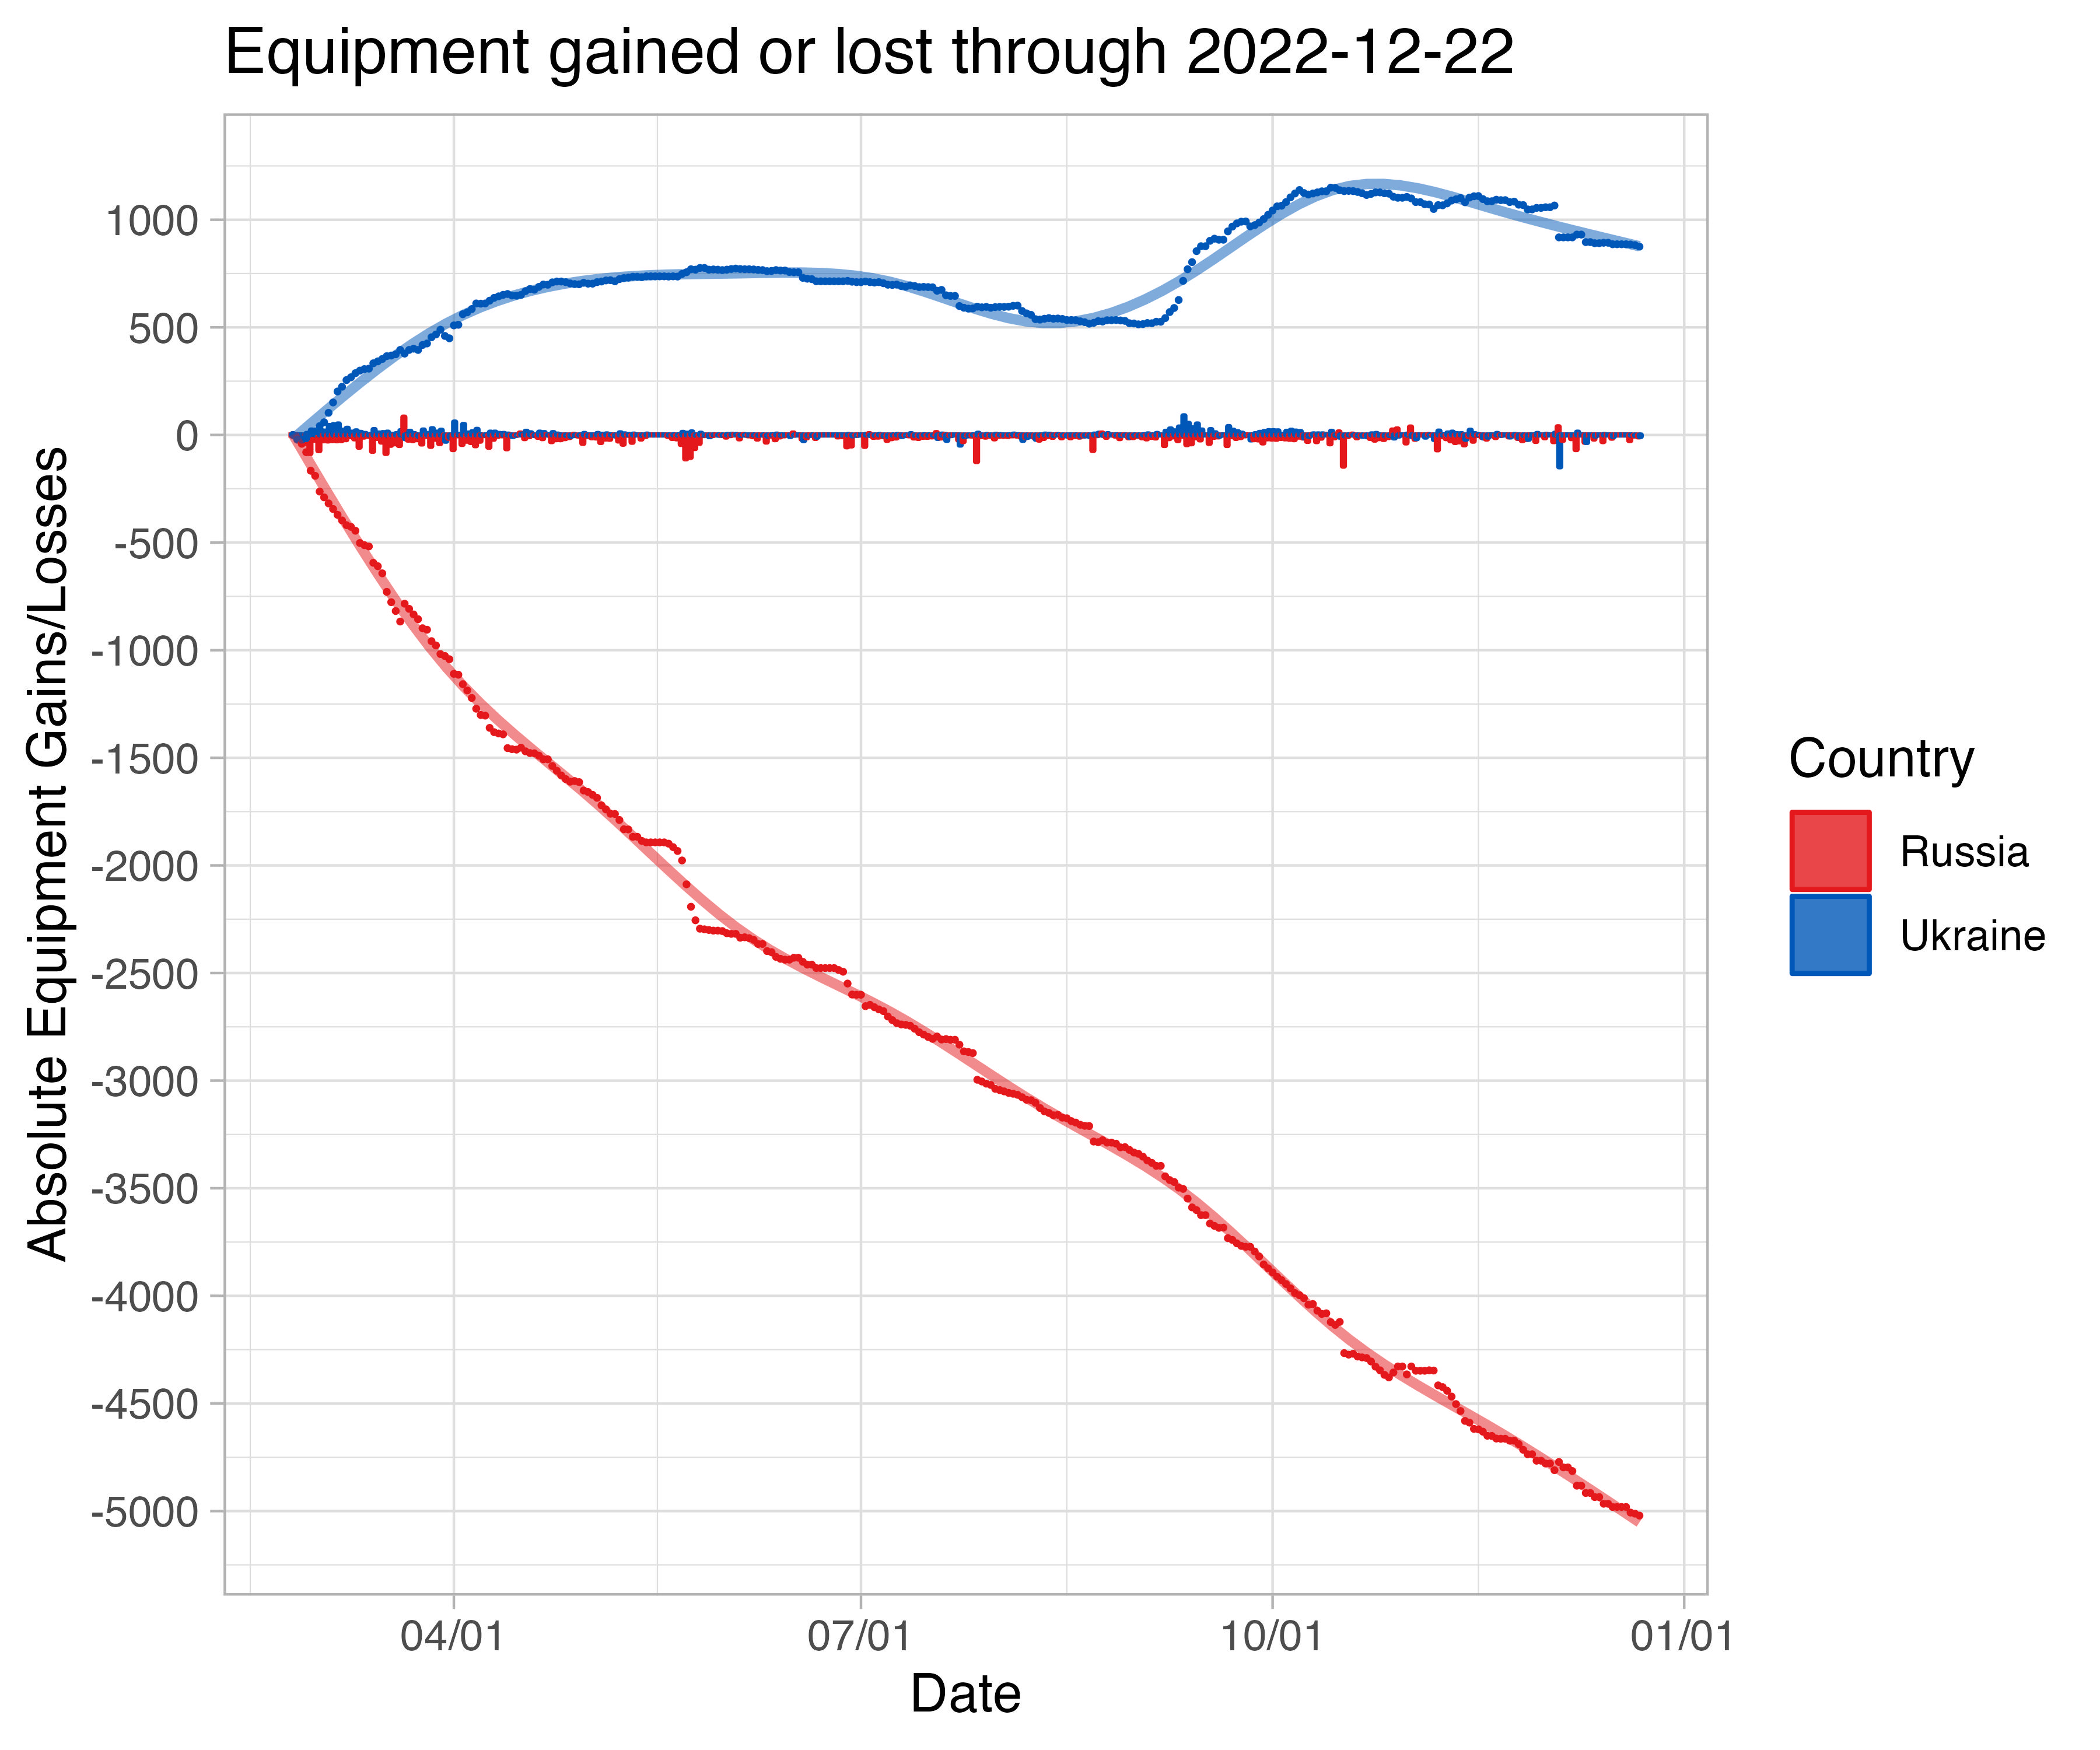 Equipment gained or lost through 2022-12-22
Absolute Equipment Gains/Losses
1000
500
0
-500
-1000
-1500
-2000
-2500
-3000
-3500
-4000
-4500
-5000
04/01
07/01
10/01
01/01
Date
Country
Russia
Ukraine